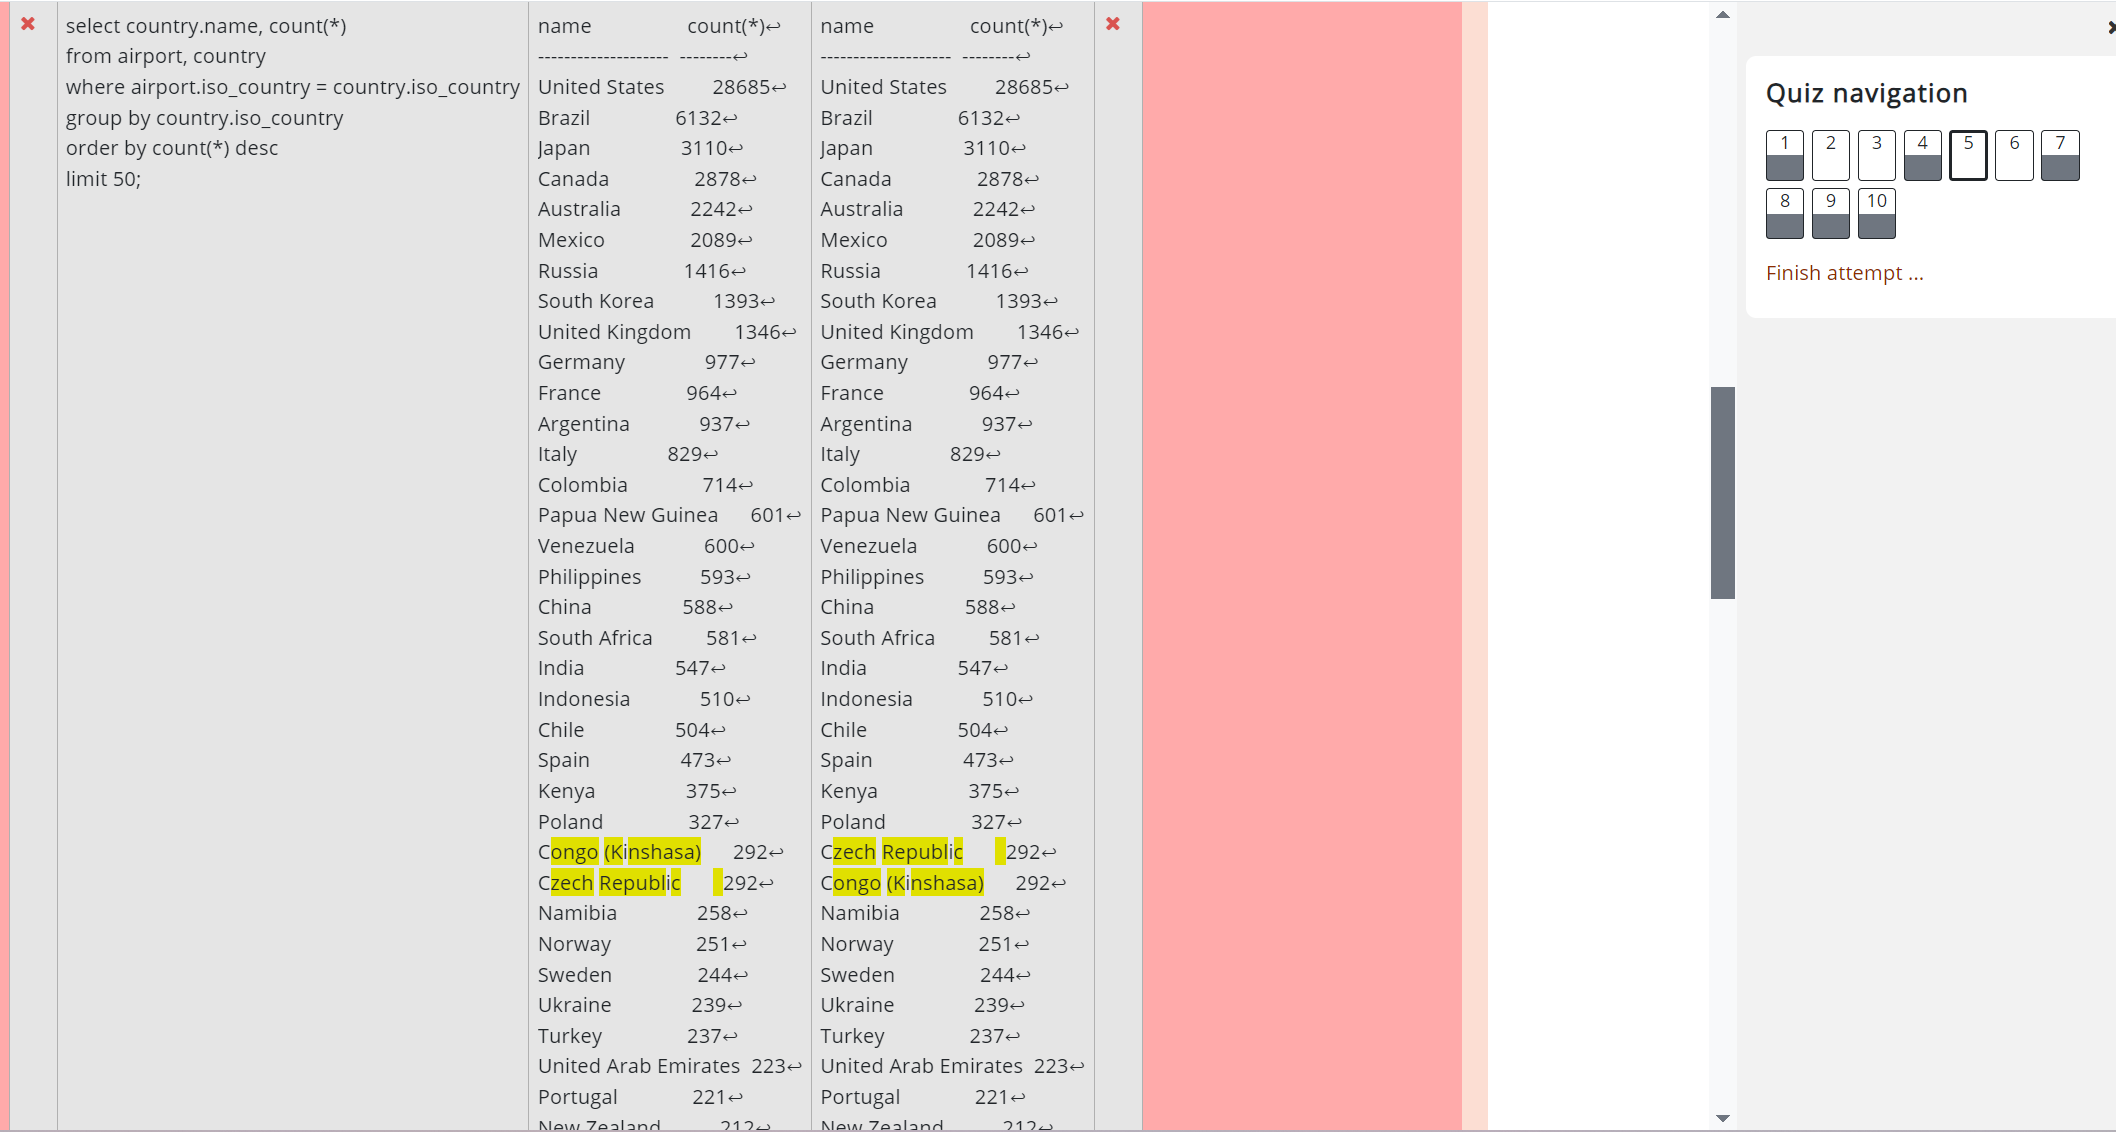 select country.name, count(*)
from airport, country
where airport.iso_country = country.iso_country
group by country.iso_country
order by count(*) desc
limit 50;
name count(*)↩
-------------------- --------↩
United States 28685↩
Brazil 6132↩
Japan 3110↩
Canada 2878↩
Australia 2242↩
Mexico 2089↩
Russia 1416↩
South Korea 1393↩
United Kingdom 1346↩
Germany 977↩
France 964↩
Argentina 937↩
Italy 829↩
Colombia 714↩
Papua New Guinea 601↩
Venezuela 600↩
Philippines 593↩
China 588↩
South Africa 581↩
India 547↩
Indonesia 510↩
Chile 504↩
Spain 473↩
Kenya 375↩
Poland 327↩
Congo (Kinshasa) 292↩
Czech Republic 292↩
Namibia 258↩
Norway 251↩
Sweden 244↩
Ukraine 239↩
Turkey 237↩
United Arab Emirates 223↩
Portugal 221↩
New Zealand 212↩
name count(*)↩
-------------------- --------↩
United States 28685↩
Brazil 6132↩
Japan 3110↩
Canada 2878↩
Australia 2242↩
Mexico 2089↩
Russia 1416↩
South Korea 1393↩
United Kingdom 1346↩
Germany 977↩
France 964↩
Argentina 937↩
Italy 829↩
Colombia 714↩
Papua New Guinea 601↩
Venezuela 600↩
Philippines 593↩
China 588↩
South Africa 581↩
India 547↩
Indonesia 510↩
Chile 504↩
Spain 473↩
Kenya 375↩
Poland 327↩
Czech Republic 292↩
Congo (Kinshasa) 292↩
Namibia 258↩
Norway 251↩
Sweden 244↩
Ukraine 239↩
Turkey 237↩
United Arab Emirates 223↩
Portugal 221↩
New Zealand 212↩
Quiz navigation
1 2 3 4 5 6 7
8 9 10
Finish attempt ...